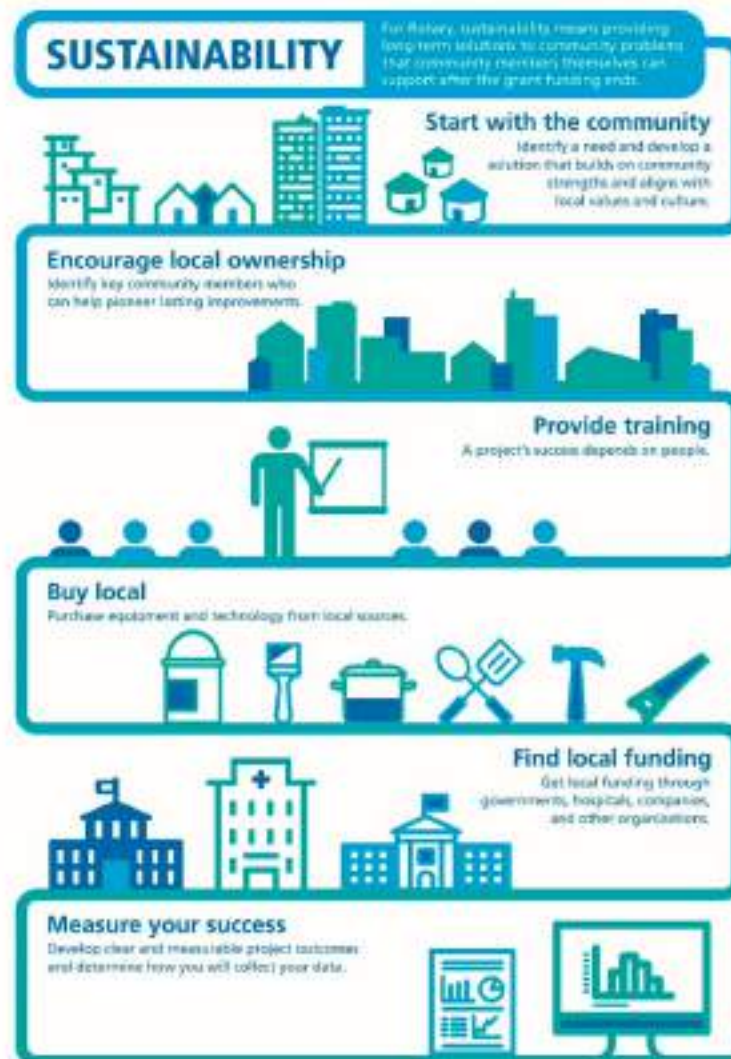 SUSTAINABILITY
For Rotary, sustainability means providing
long-term solutions to community problems
that community members themselves can
support after the grant funding ends.
Start with the community
Identify a need and develop a
solution that builds on community
strengths and aligns with
local values and culture.
Encourage local ownership
Identify key community members who
can help pioneer lasting improvements.
Provide training
A project's success depends on people.
Buy local
Purchase equipment and technology from local sources.
Find local funding
Get local funding through
governments, hospitals, companies,
and other organizations.
Measure your success
Develop clear and measurable project outcomes
and determine how you will collect your data.